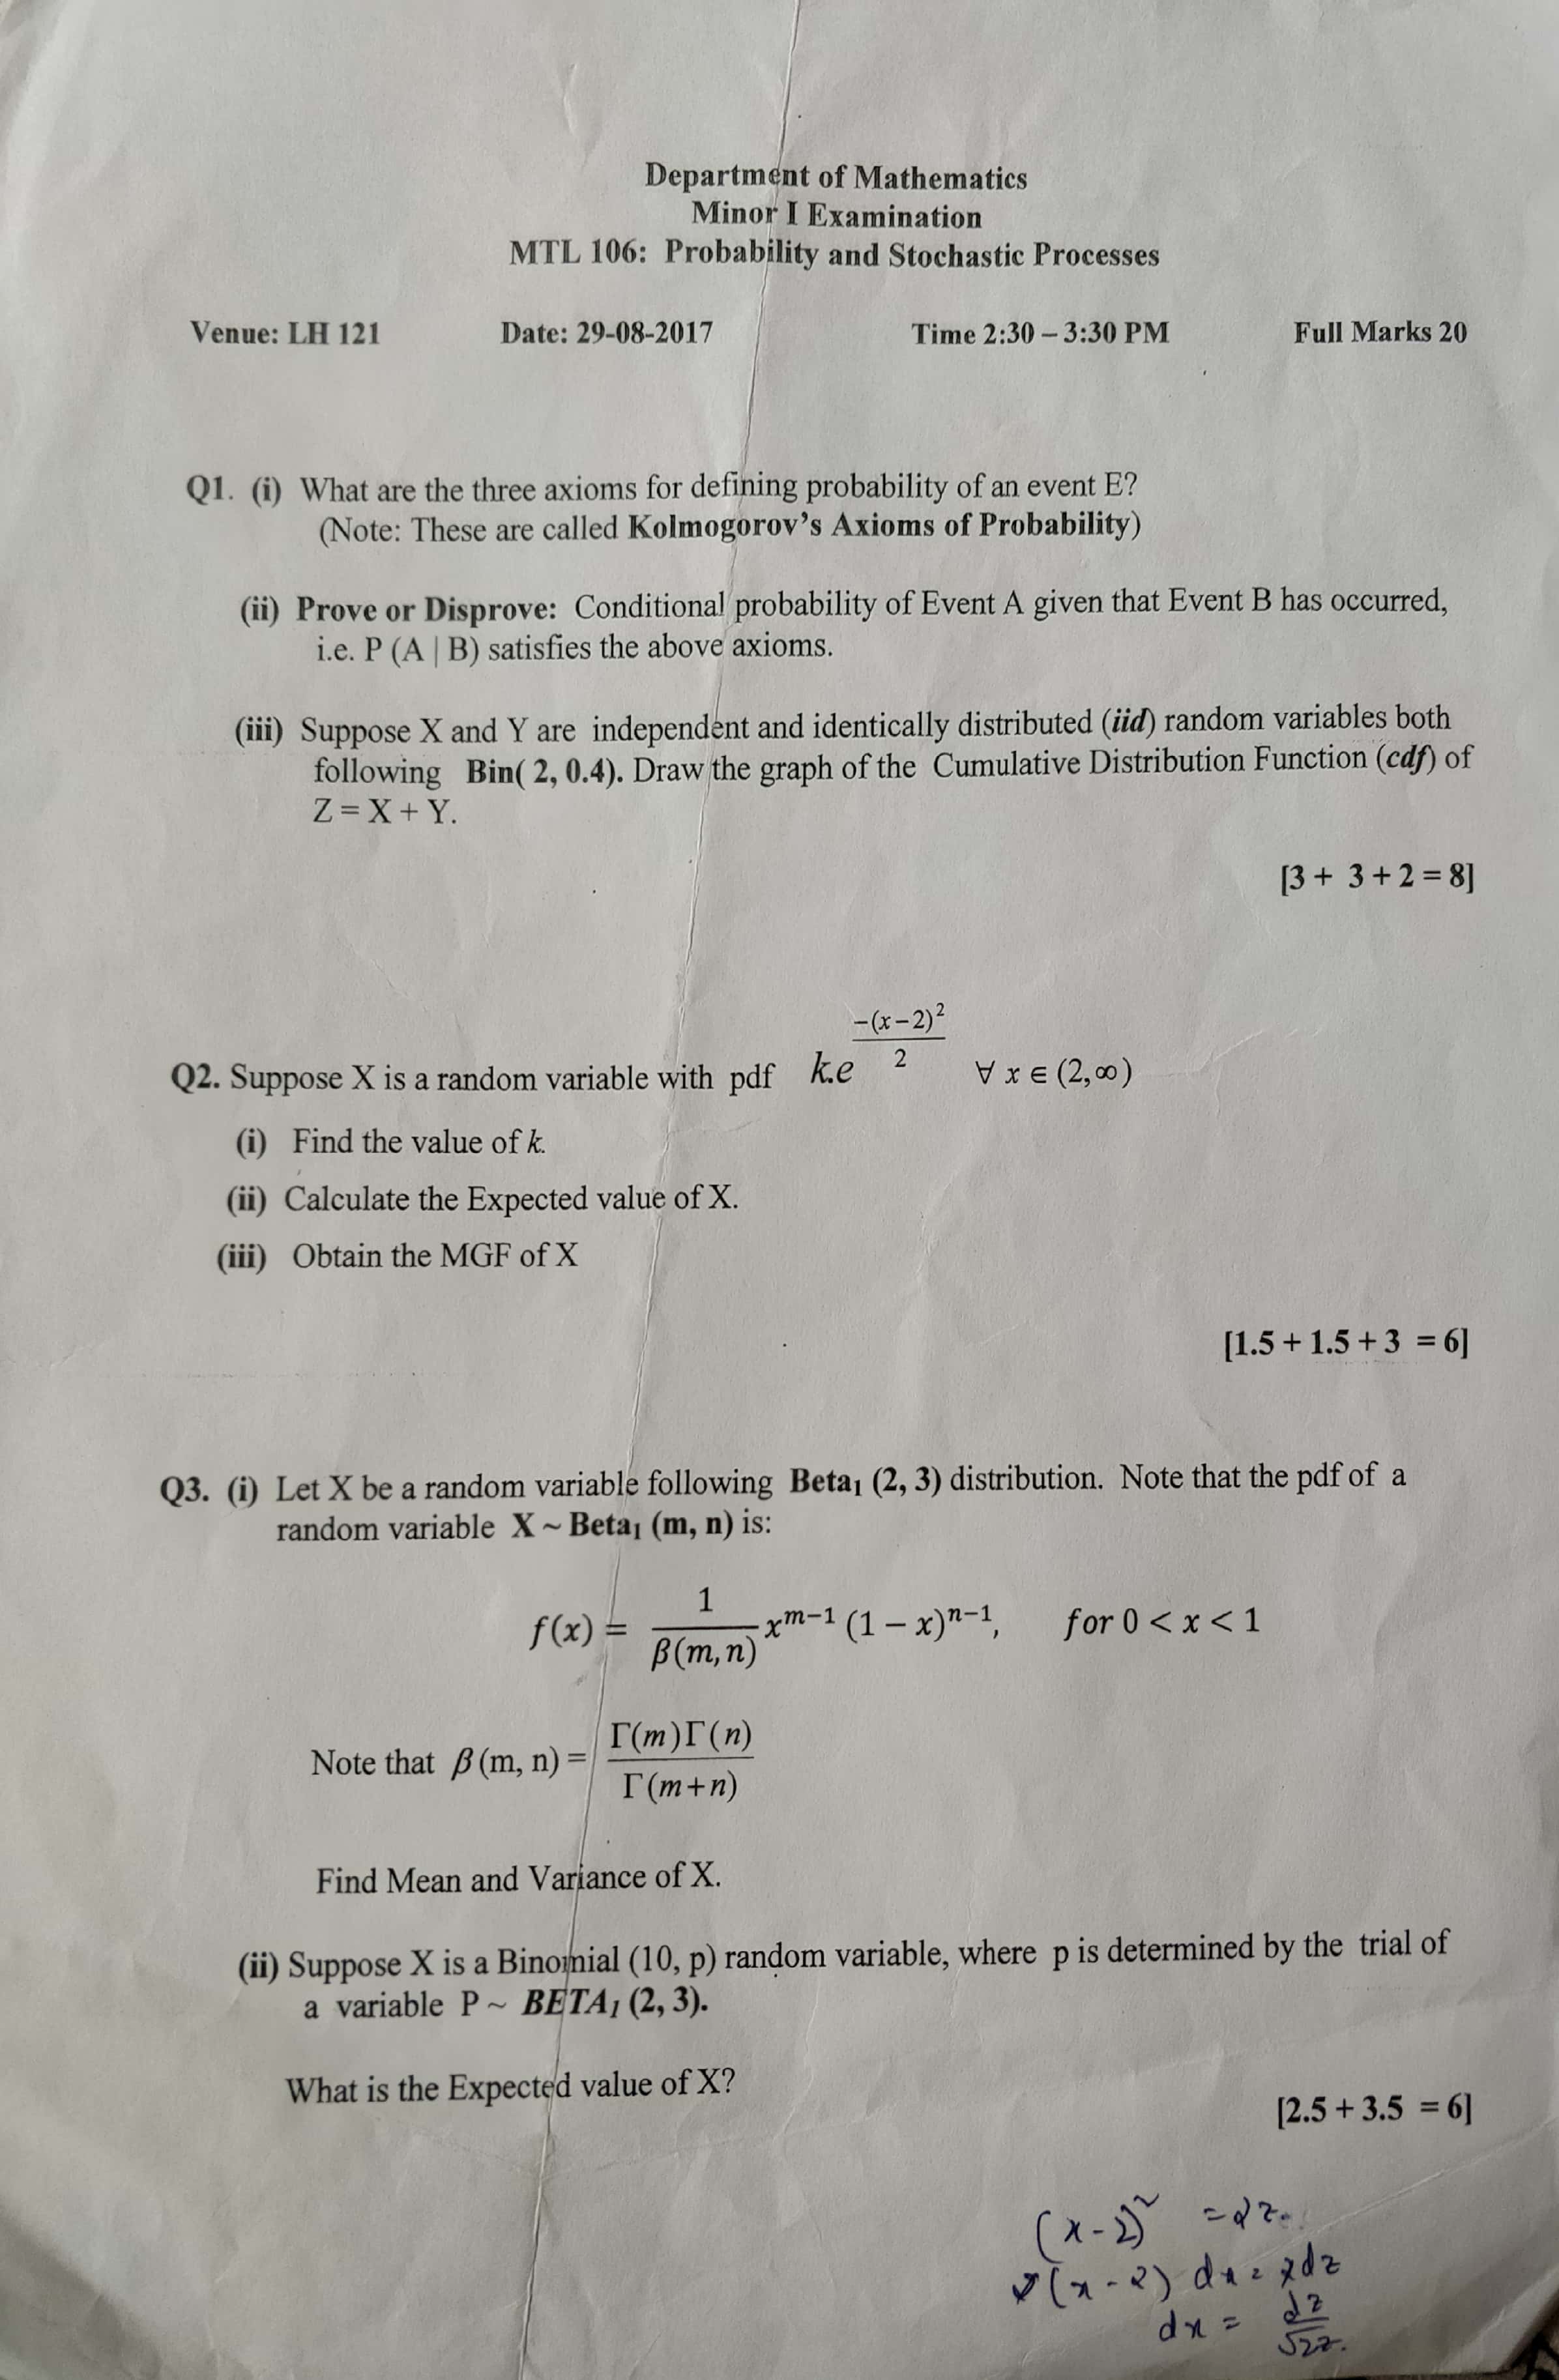 Department of Mathematics
Minor I Examination
MTL 106: Probability and Stochastic Processes
Venue: LH 121 Date: 29-08-2017 Time 2:30 – 3:30 PM Full Marks 20
Q1. (i) What are the three axioms for defining probability of an event E?
(Note: These are called Kolmogorov's Axioms of Probability)
(ii) Prove or Disprove: Conditional probability of Event A given that Event B has occurred,
i.e. P (A | B) satisfies the above axioms.
(iii) Suppose X and Y are independent and identically distributed (iid) random variables both
following Bin( 2, 0.4). Draw the graph of the Cumulative Distribution Function (cdf) of
Z = X + Y.
[3 + 3 + 2 = 8]
Q2. Suppose X is a random variable with pdf k.e^{\frac{-(x-2)^2}{2}} ∀ x ∈ (2,∞)
(i) Find the value of k.
(ii) Calculate the Expected value of X.
(iii) Obtain the MGF of X
[1.5 + 1.5 + 3 = 6]
Q3. (i) Let X be a random variable following Beta₁ (2, 3) distribution. Note that the pdf of a
random variable X ~ Beta₁ (m, n) is:
f(x) = \frac{1}{β(m,n)} x^{m-1} (1 – x)^{n-1}, for 0 < x < 1
Note that β (m, n) = \frac{Γ(m)Γ(n)}{Γ(m+n)}
Find Mean and Variance of X.
(ii) Suppose X is a Binomial (10, p) random variable, where p is determined by the trial of
a variable P ~ BETA₁ (2, 3).
What is the Expected value of X?
[2.5 + 3.5 = 6]
(x-2)² = 2z
2(x-2) dx = 2dz
dx = \frac{dz}{√2z}.